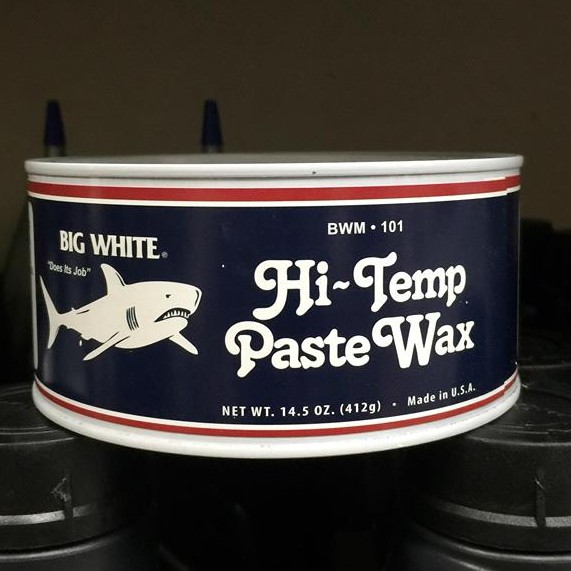 BIG WHITE®
"Does Its Job"
BWM • 101
Hi-Temp
Paste Wax
NET WT. 14.5 OZ. (412g) • Made in U.S.A.